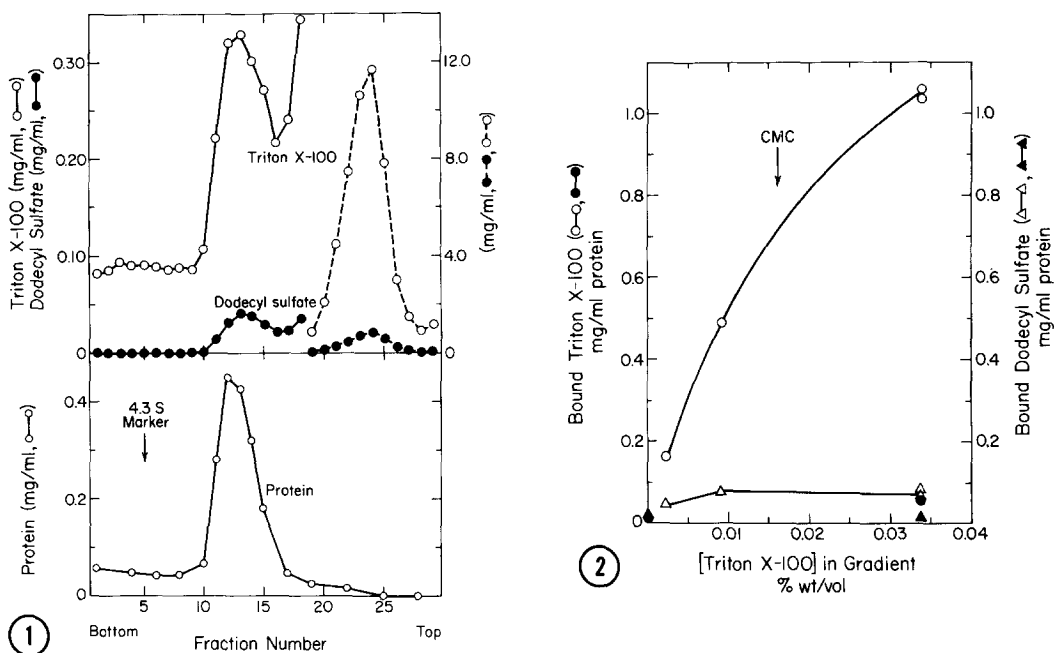 Triton X-100 (mg/ml, o—o)
Dodecyl Sulfate (mg/ml, ●—●)
0.30
0.20
0.10
0
12.0
8.0
4.0
0
(mg/ml, ●--●, o--o)
Triton X-100
Dodecyl sulfate
Protein (mg/ml, o—o)
0.4
0.2
0
4.3 S
Marker
Protein
5
10
15
20
25
Bottom
Fraction Number
Top
1
Bound Triton X-100 (o—o, ●—●)
mg/ml protein
1.0
0.8
0.6
0.4
0.2
0
CMC
1.0
0.8
0.6
0.4
0.2
Bound Dodecyl Sulfate (△—△, ▲—▲)
mg/ml protein
0.01
0.02
0.03
0.04
[Triton X-100] in Gradient
% wt/vol
2